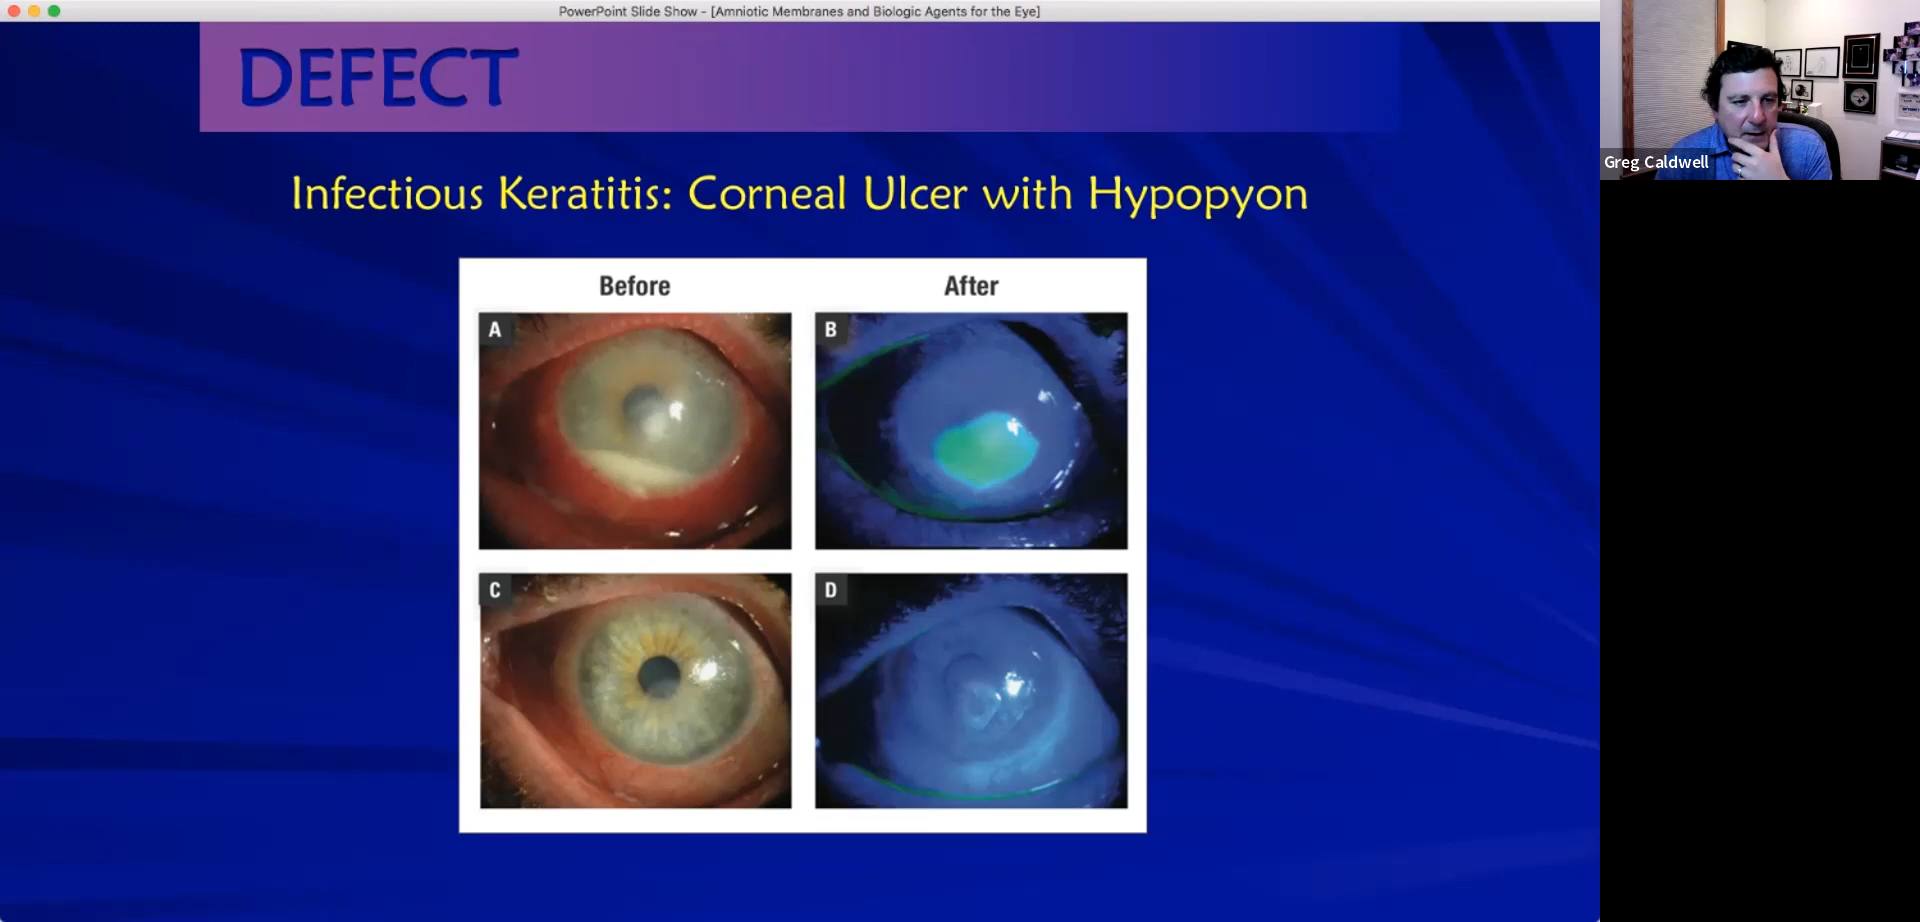 PowerPoint Slide Show - [Amniotic Membranes and Biologic Agents for the Eye]
DEFECT
Infectious Keratitis: Corneal Ulcer with Hypopyon
Before
After
A
B
C
D
Greg Caldwell